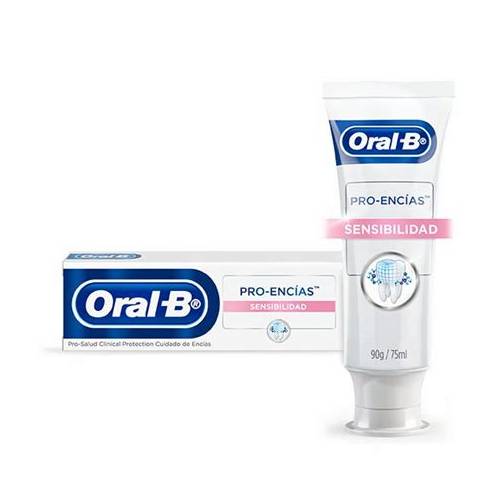 Oral-B®
PRO-ENCÍAS™
SENSIBILIDAD
90g / 75ml
Oral-B®
PRO-ENCÍAS™
SENSIBILIDAD
Pro-Salud Clinical Protection Cuidado de Encías